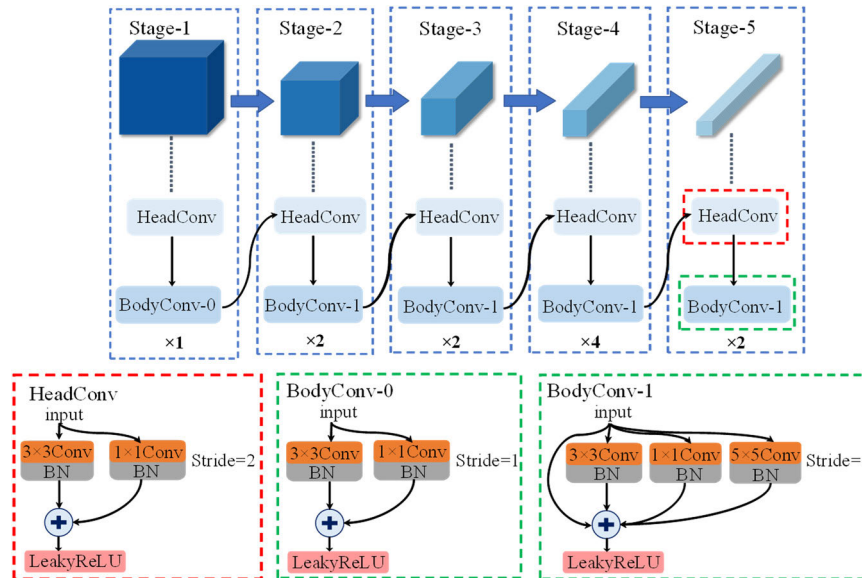 Stage-1 Stage-2 Stage-3 Stage-4 Stage-5
HeadConv HeadConv HeadConv HeadConv HeadConv
BodyConv-0 BodyConv-1 BodyConv-1 BodyConv-1 BodyConv-1
×1 ×2 ×2 ×4 ×2
HeadConv
input
3×3Conv 1×1Conv
BN BN
Stride=2
LeakyReLU
BodyConv-0
input
3×3Conv 1×1Conv
BN BN
Stride=1
LeakyReLU
BodyConv-1
input
3×3Conv 1×1Conv 5×5Conv
BN BN BN
Stride=
LeakyReLU